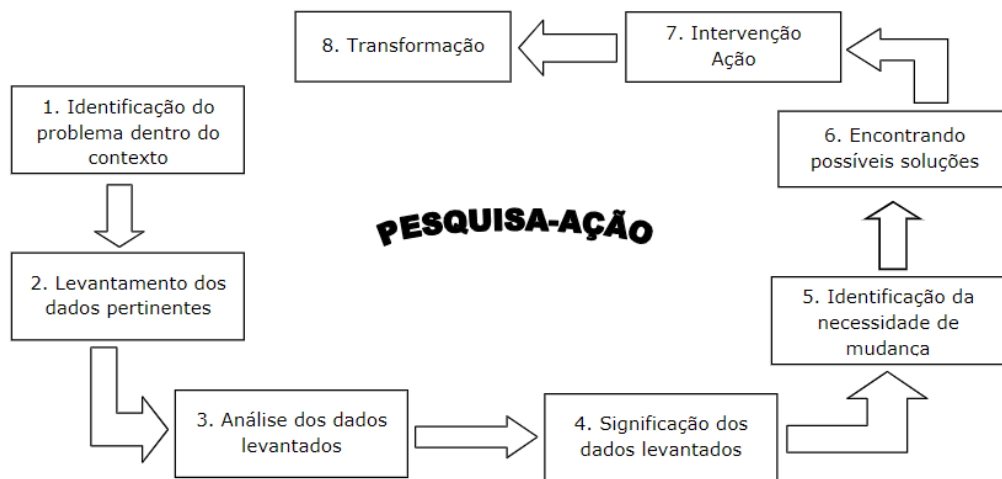 1. Identificação do
problema dentro do
contexto
2. Levantamento dos
dados pertinentes
3. Análise dos dados
levantados
4. Significação dos
dados levantados
5. Identificação da
necessidade de
mudanca
6. Encontrando
possíveis soluções
7. Intervenção
Ação
8. Transformação
PESQUISA-AÇÃO